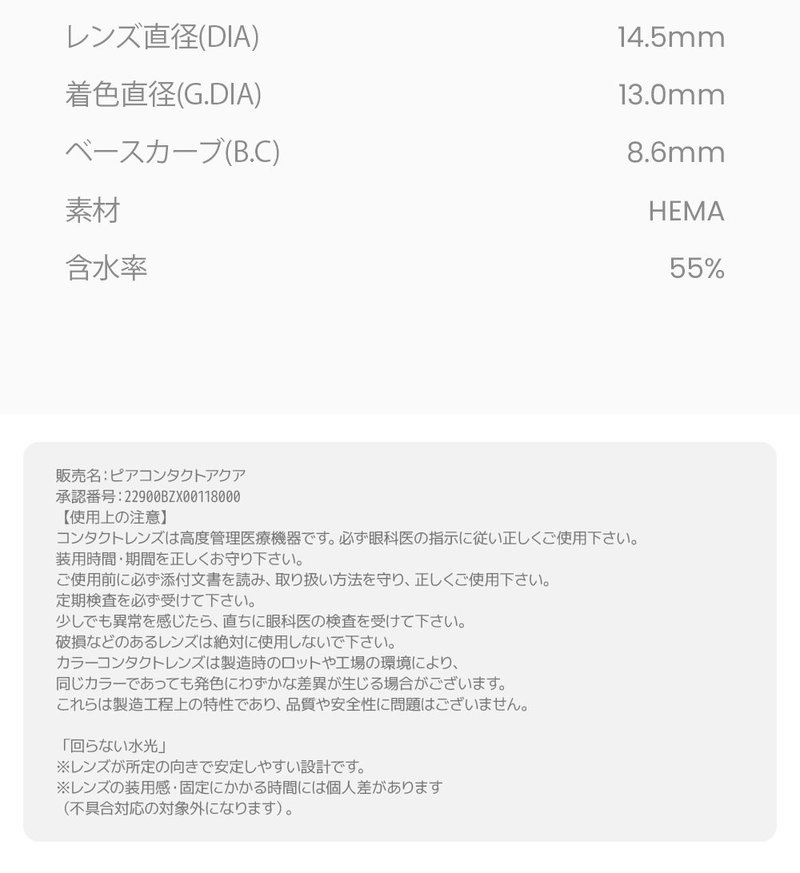 レンズ直径(DIA) 14.5mm
着色直径(G.DIA) 13.0mm
ベースカーブ(B.C) 8.6mm
素材 HEMA
含水率 55%
販売名：ピアコンタクトアクア
承認番号：22900BZX00118000
【使用上の注意】
コンタクトレンズは高度管理医療機器です。必ず眼科医の指示に従い正しくご使用下さい。
装用時間・期間を正しくお守り下さい。
ご使用前に必ず添付文書を読み、取り扱い方法を守り、正しくご使用下さい。
定期検査を必ず受けて下さい。
少しでも異常を感じたら、直ちに眼科医の検査を受けて下さい。
破損などのあるレンズは絶対に使用しないで下さい。
カラーコンタクトレンズは製造時のロットや工場の環境により、
同じカラーであっても発色にわずかな差異が生じる場合がございます。
これらは製造工程上の特性であり、品質や安全性に問題はございません。
「回らない水光」
※レンズが所定の向きで安定しやすい設計です。
※レンズの装用感・固定にかかる時間には個人差があります
（不具合対応の対象外になります）。